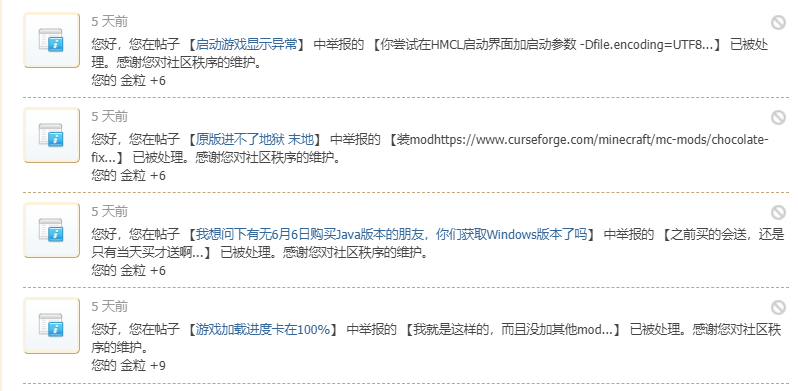 5 天前
您好，您在帖子 【启动游戏显示异常】 中举报的 【你尝试在HMCL启动界面加启动参数 -Dfile.encoding=UTF8...】 已被处
理。感谢您对社区秩序的维护。
您的 金粒 +6
5 天前
您好，您在帖子 【原版进不了地狱 末地】 中举报的 【装modhttps://www.curseforge.com/minecraft/mc-mods/chocolate-
fix...】 已被处理。感谢您对社区秩序的维护。
您的 金粒 +6
5 天前
您好，您在帖子 【我想问下有无6月6日购买Java版本的朋友，你们获取Windows版本了吗】 中举报的 【之前买的会送，还是
只有当天买才送啊...】 已被处理。感谢您对社区秩序的维护。
您的 金粒 +6
5 天前
您好，您在帖子 【游戏加载进度卡在100%】 中举报的 【我就是这样的，而且没加其他mod...】 已被处理。感谢您对社区秩
序的维护。
您的 金粒 +9